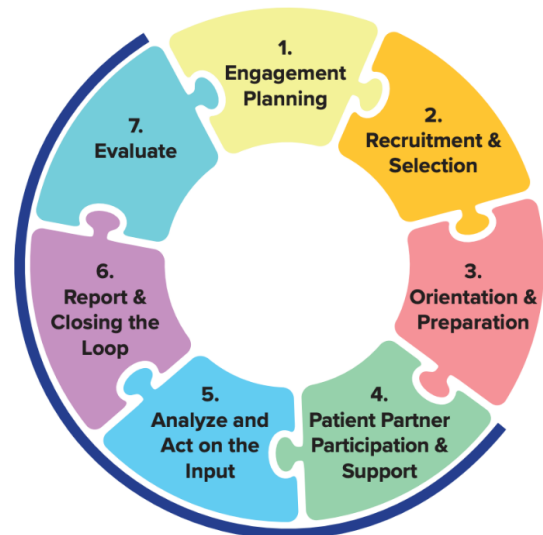 1.
Engagement
Planning
2.
Recruitment &
Selection
3.
Orientation &
Preparation
4.
Patient Partner
Participation &
Support
5.
Analyze and
Act on the
Input
6.
Report &
Closing the
Loop
7.
Evaluate